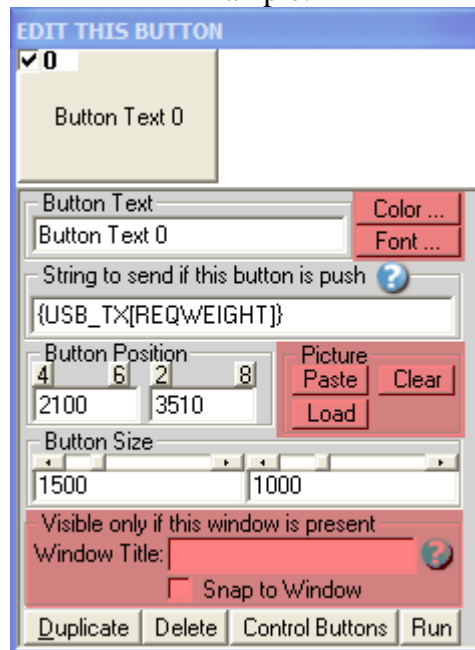 EDIT THIS BUTTON
0
Button Text 0
Button Text
Color ...
Button Text 0
Font ...
String to send if this button is push
{USB_TX[REQWEIGHT]}
Button Position
Picture
4 6 2 8
Paste Clear
2100 3510
Load
Button Size
1500 1000
Visible only if this window is present
Window Title:
Snap to Window
Duplicate Delete Control Buttons Run